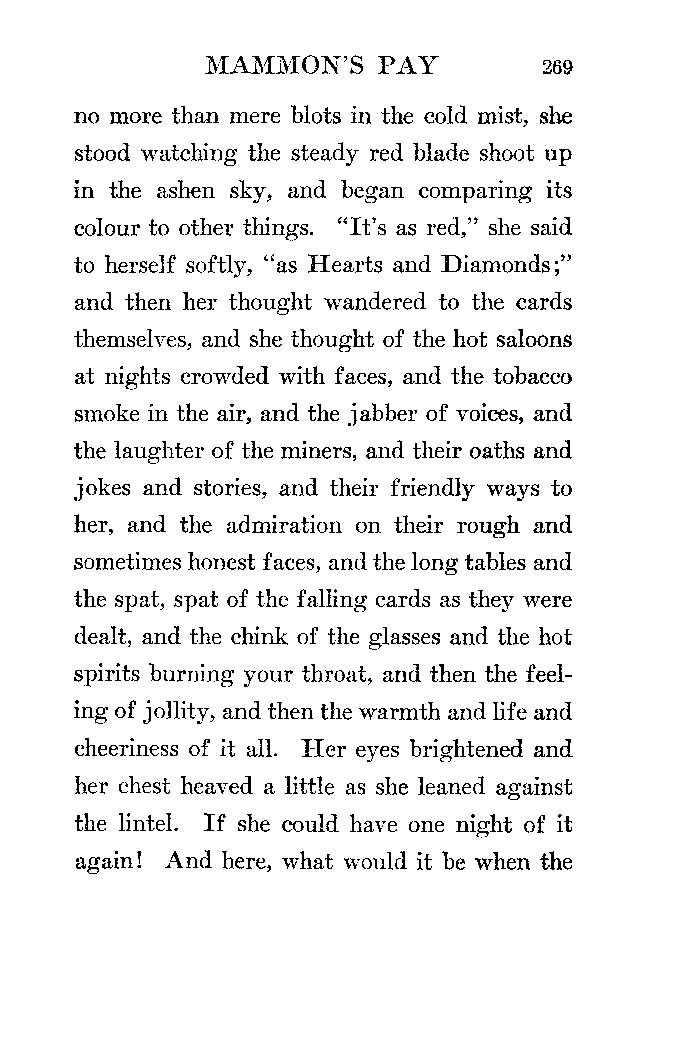 MAMMON'S PAY 269
no more than mere blots in the cold mist, she
stood watching the steady red blade shoot up
in the ashen sky, and began comparing its
colour to other things. "It's as red," she said
to herself softly, "as Hearts and Diamonds;"
and then her thought wandered to the cards
themselves, and she thought of the hot saloons
at nights crowded with faces, and the tobacco
smoke in the air, and the jabber of voices, and
the laughter of the miners, and their oaths and
jokes and stories, and their friendly ways to
her, and the admiration on their rough and
sometimes honest faces, and the long tables and
the spat, spat of the falling cards as they were
dealt, and the chink of the glasses and the hot
spirits burning your throat, and then the feel-
ing of jollity, and then the warmth and life and
cheeriness of it all. Her eyes brightened and
her chest heaved a little as she leaned against
the lintel. If she could have one night of it
again! And here, what would it be when the